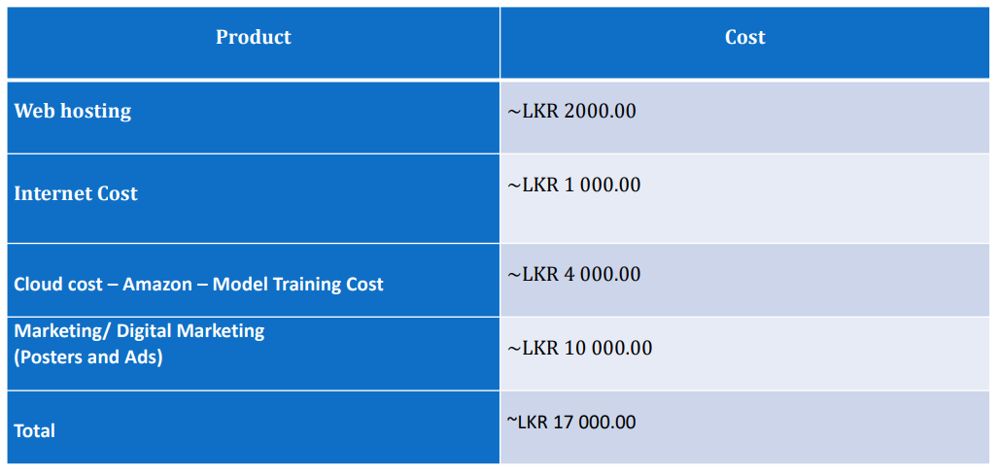 Product Cost
Web hosting ~LKR 2000.00
Internet Cost ~LKR 1 000.00
Cloud cost – Amazon – Model Training Cost ~LKR 4 000.00
Marketing/ Digital Marketing
(Posters and Ads) ~LKR 10 000.00
Total ~LKR 17 000.00